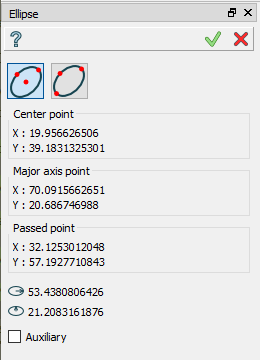 Ellipse
Center point
X : 19.956626506
Y : 39.1831325301
Major axis point
X : 70.0915662651
Y : 20.686746988
Passed point
X : 32.1253012048
Y : 57.1927710843
53.4380806426
21.2083161876
Auxiliary